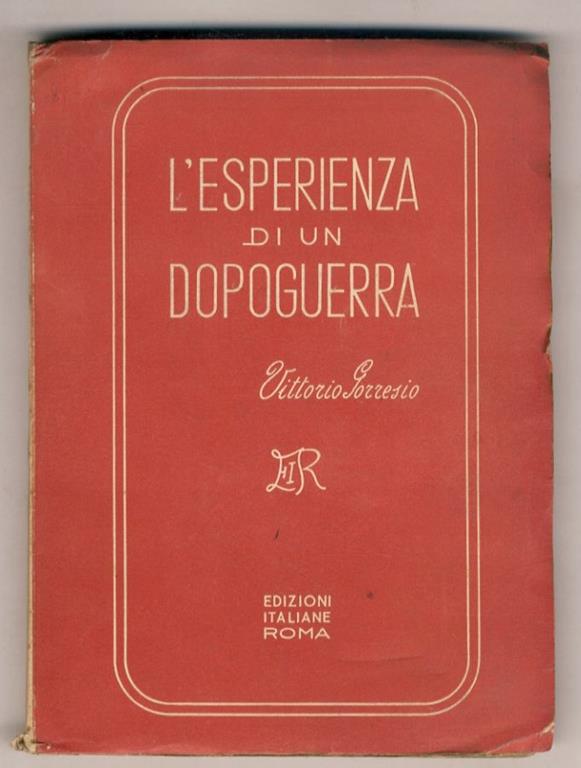 L'ESPERIENZA
DI UN
DOPOGUERRA
Vittorio Gorresio
EIR
EDIZIONI
ITALIANE
ROMA